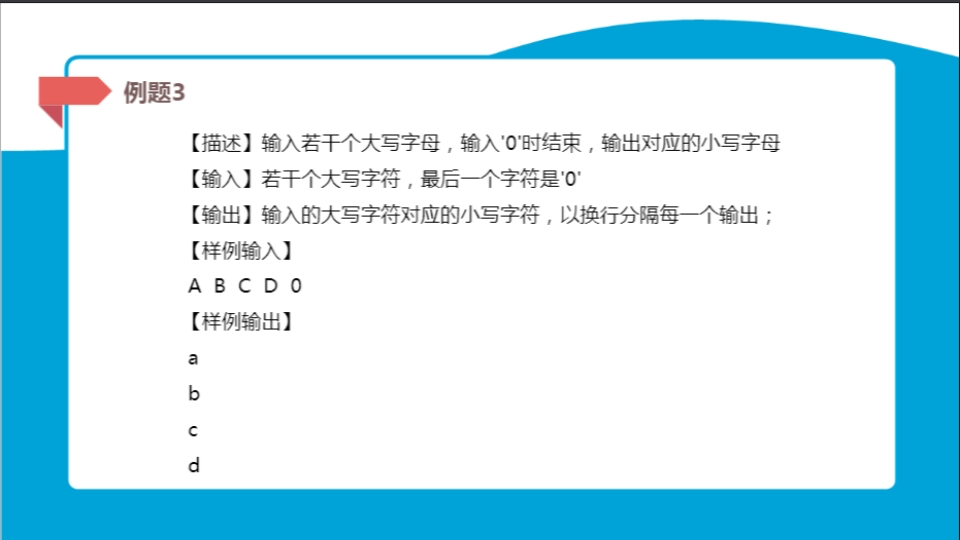 例题3
【描述】输入若干个大写字母，输入'0'时结束，输出对应的小写字母
【输入】若干个大写字符，最后一个字符是'0'
【输出】输入的大写字符对应的小写字符，以换行分隔每一个输出；
【样例输入】
A B C D 0
【样例输出】
a
b
c
d